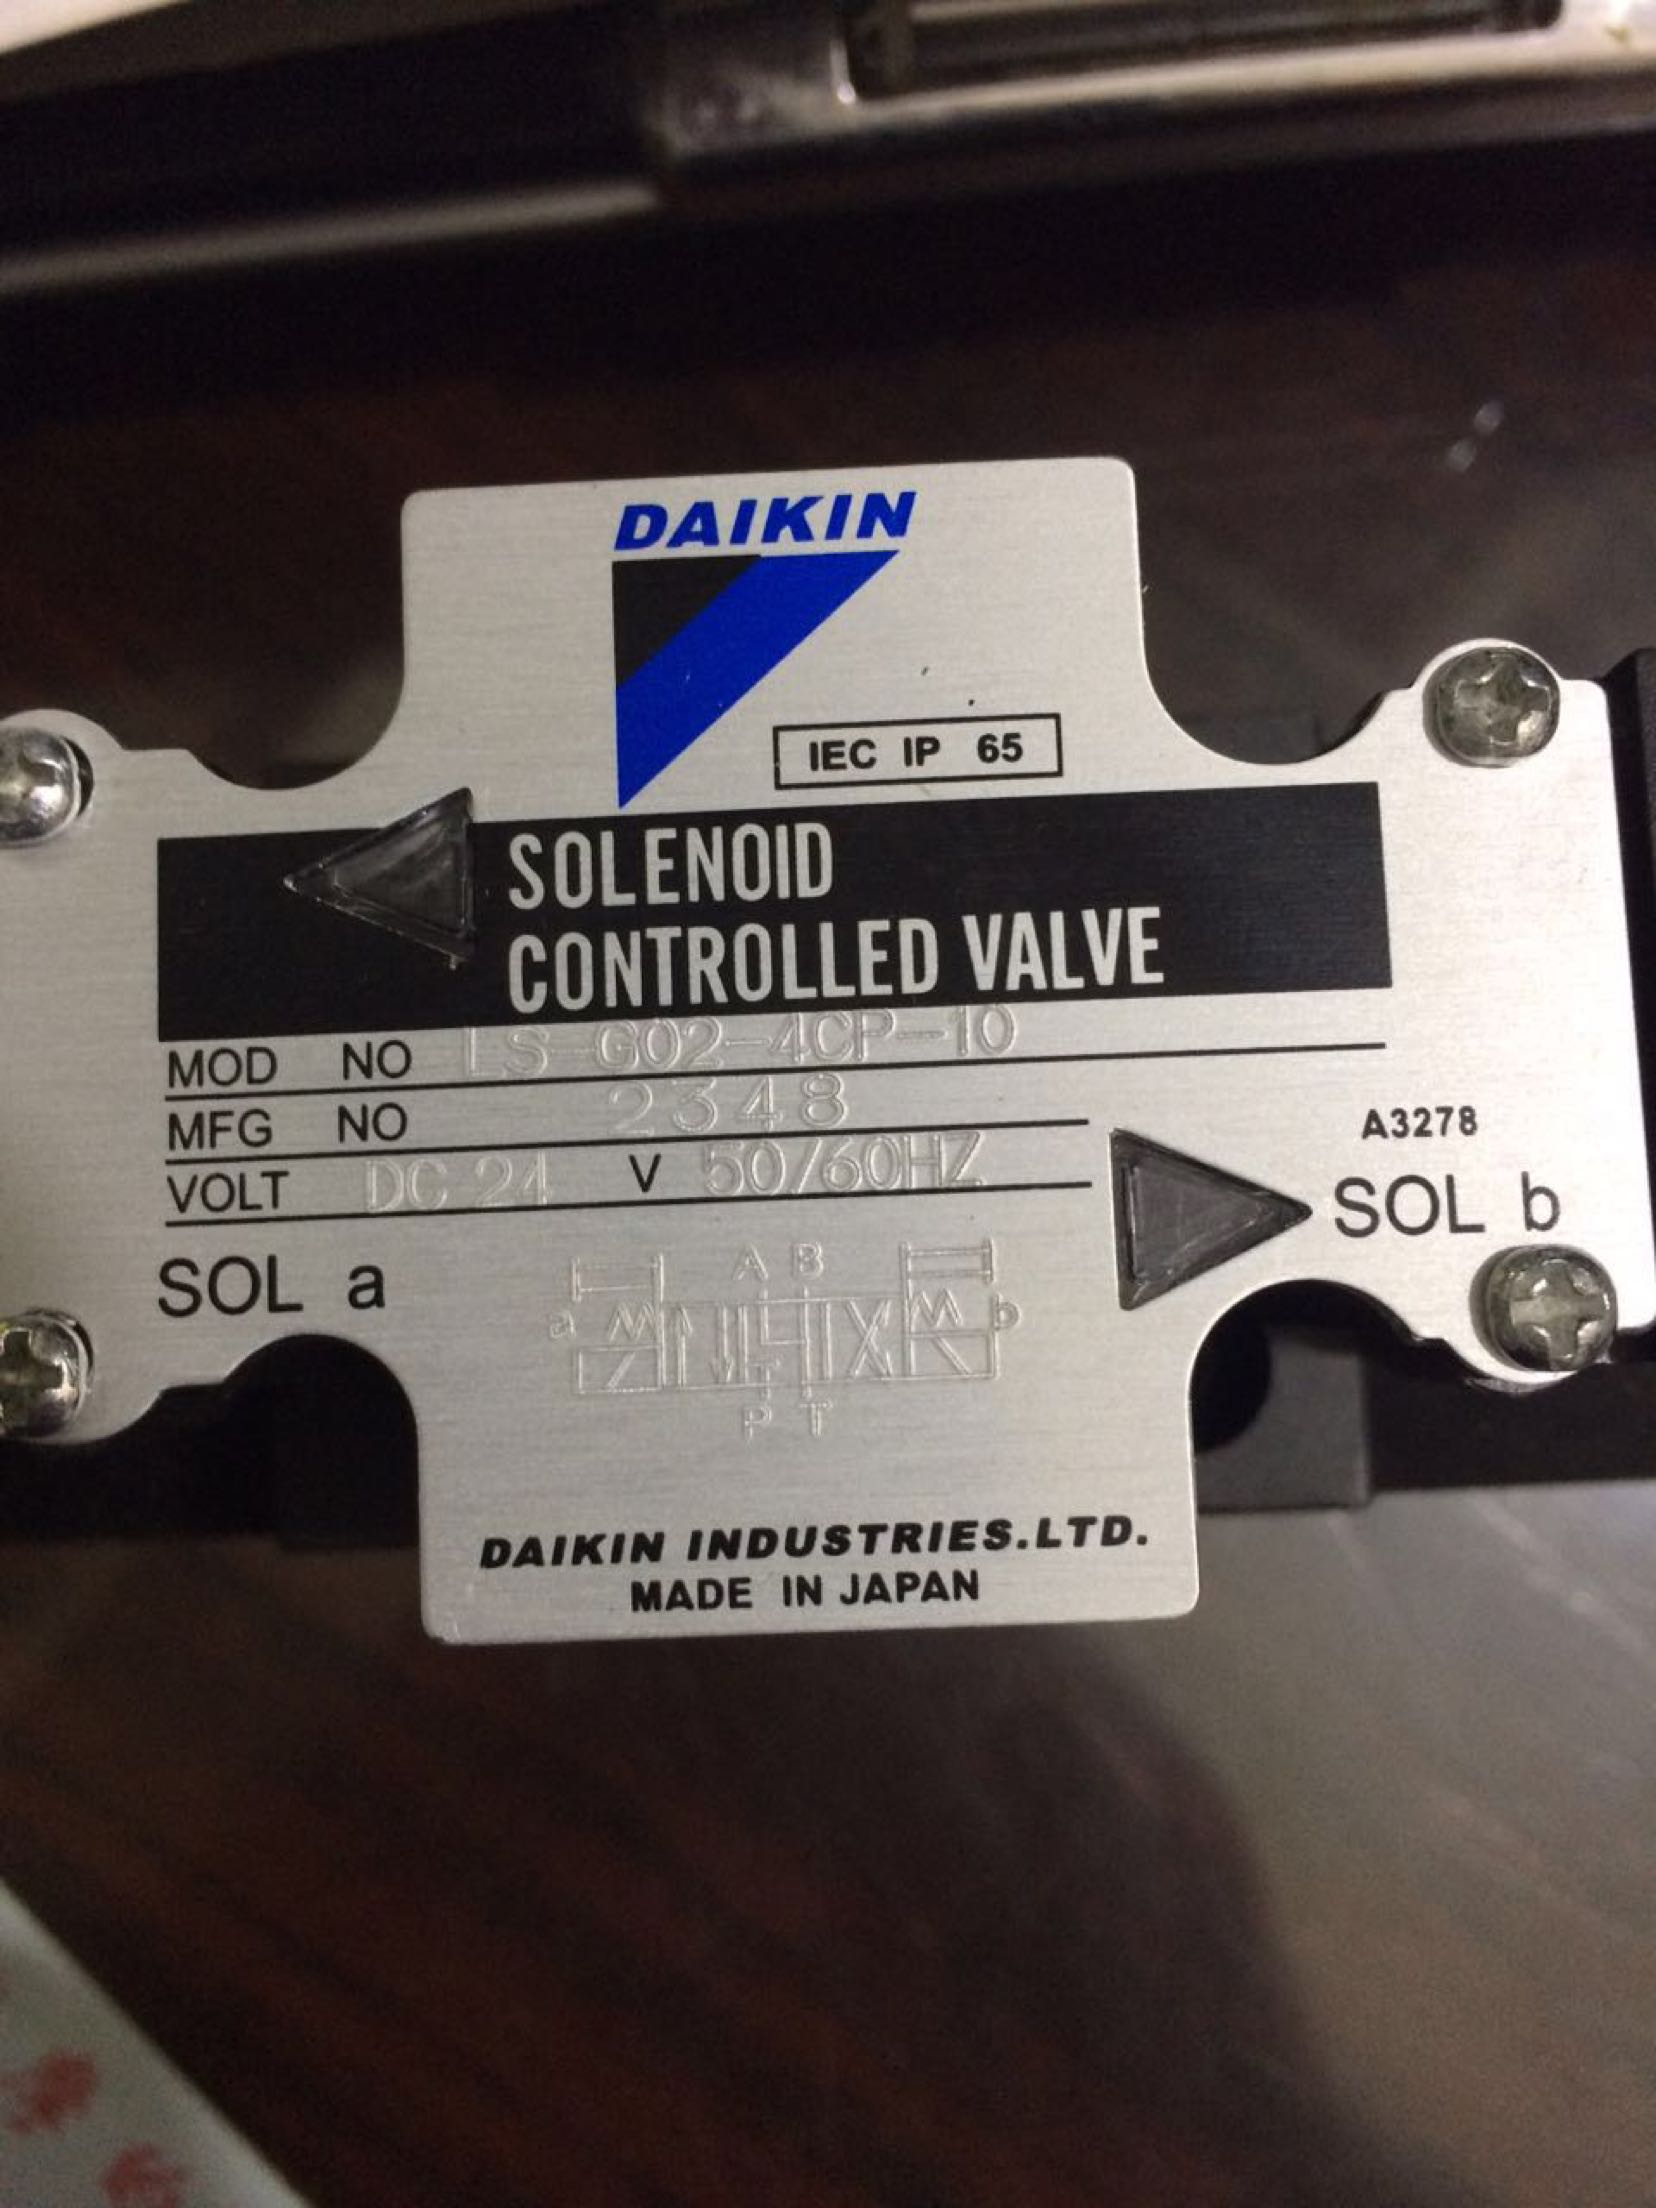 DAIKIN
IEC IP 65
SOLENOID
CONTROLLED VALVE
MOD NO LS-G02-4CP-10
MFG NO 2348
VOLT DC 24 V 50/60HZ
A3278
SOL b
SOL a
A B
a b
P T
DAIKIN INDUSTRIES.LTD.
MADE IN JAPAN